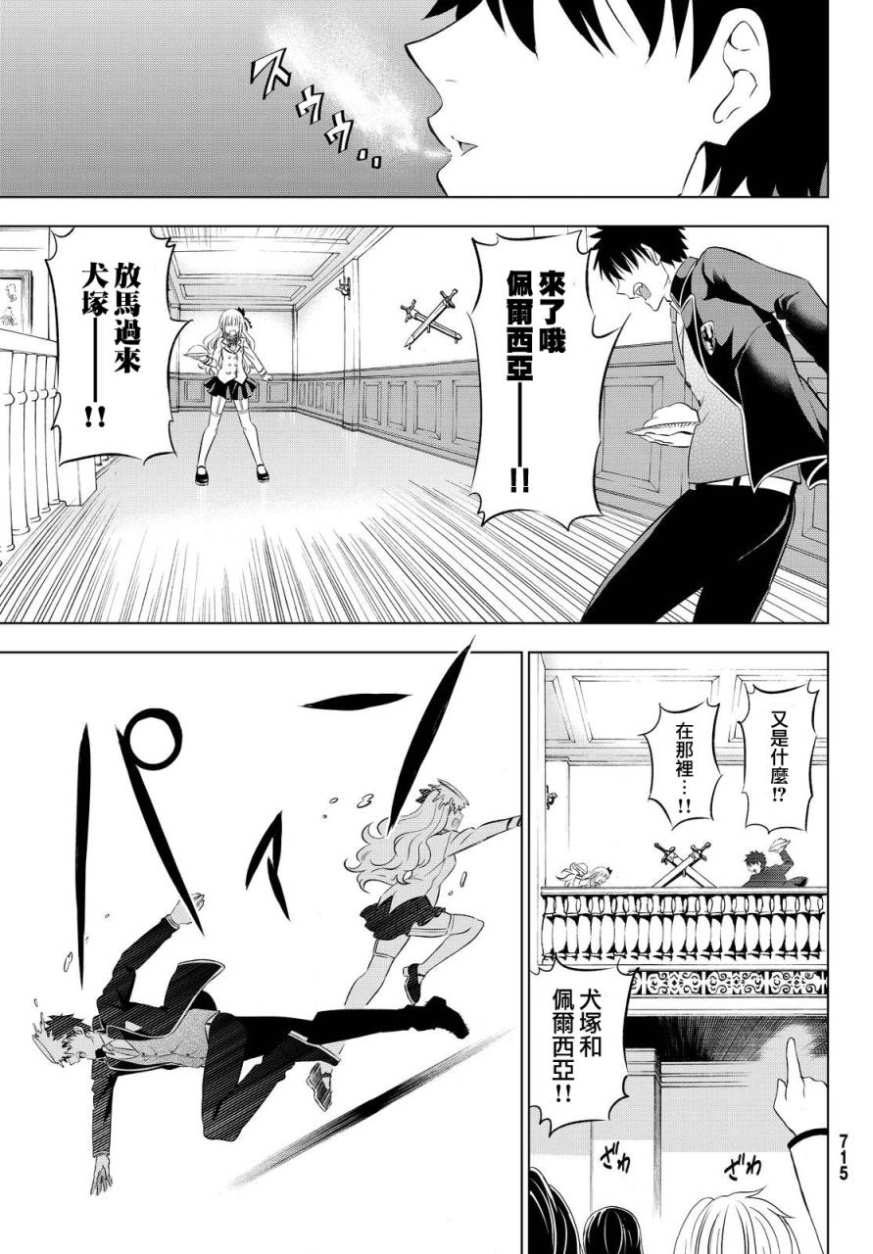 スゥゥ‥
來了哦
佩爾西亞──!!
放馬過來
犬塚──!!
又是什麼!?
在那裡…!!
犬塚和
佩爾西亞!!
ざわ
ざわ
パァン
715